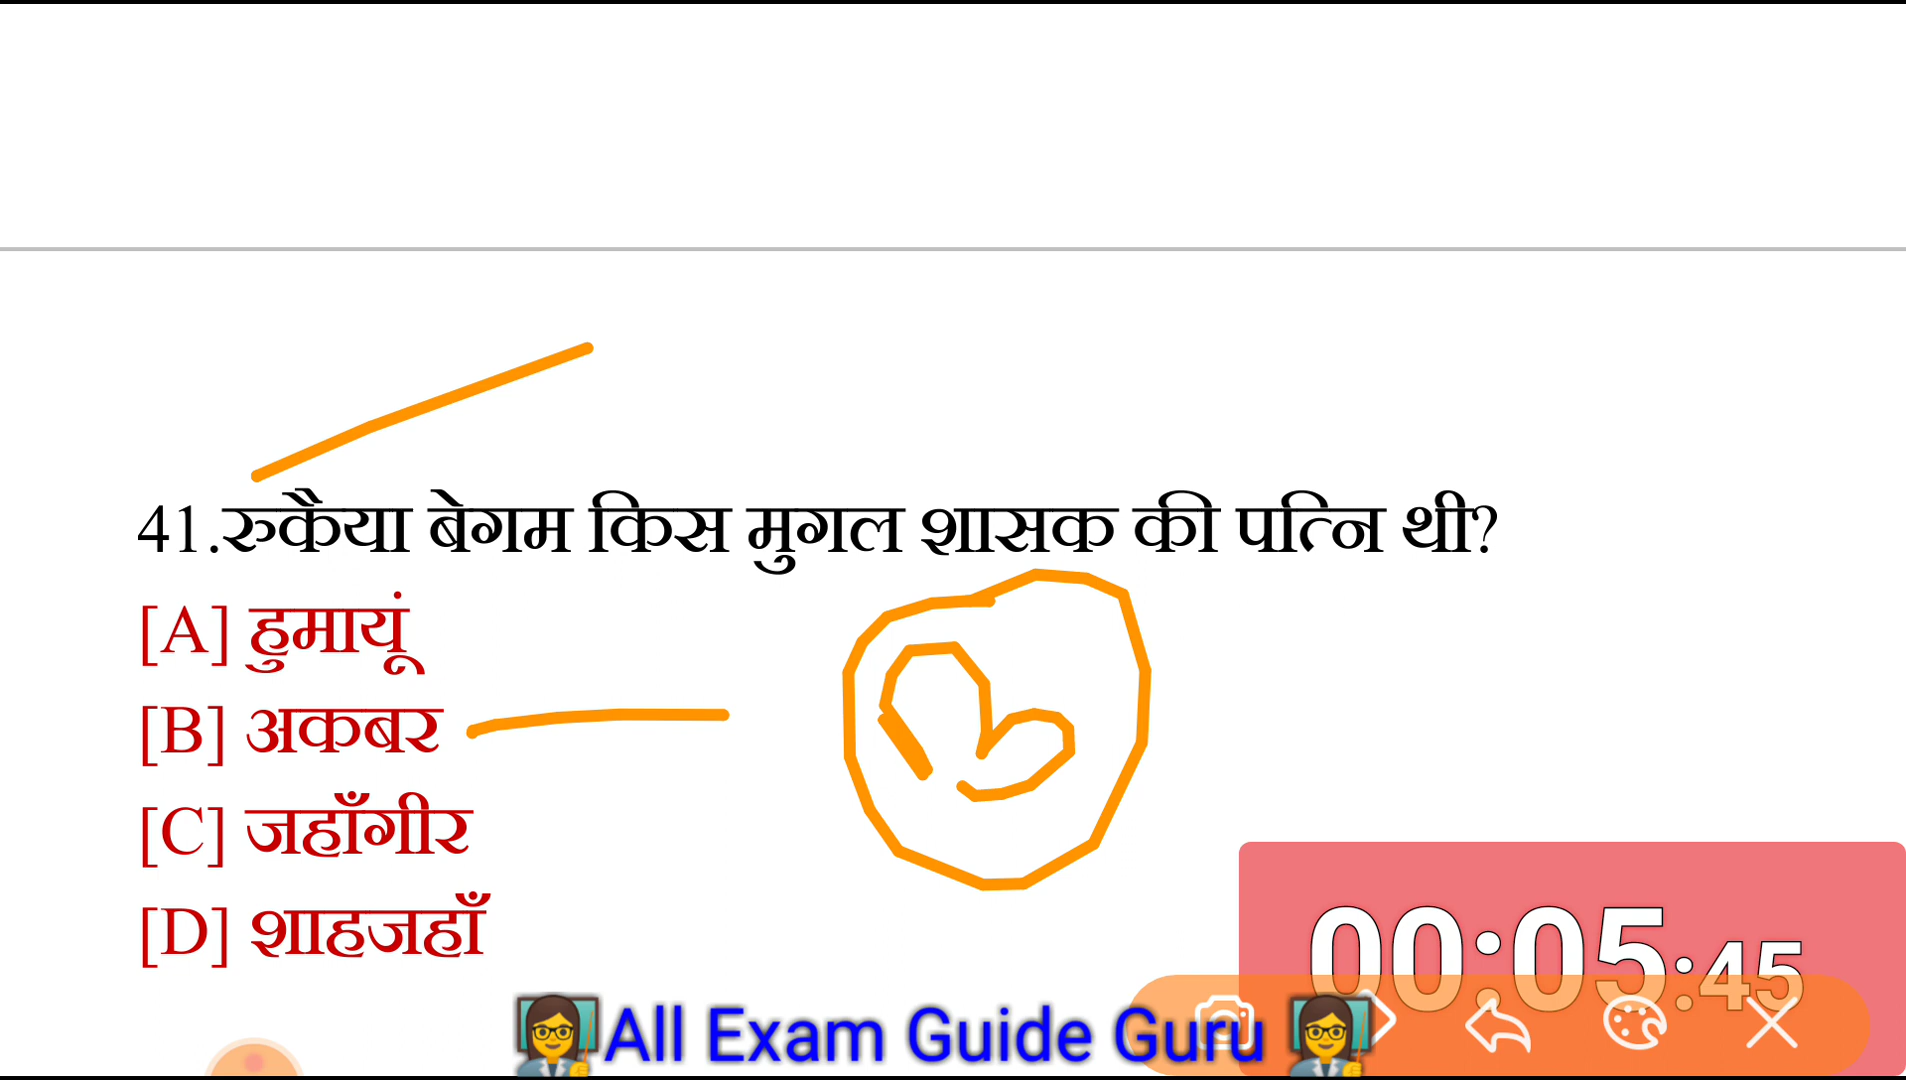 41.रुकैया बेगम किस मुगल शासक की पत्नि थी?
[A] हुमायूं
[B] अकबर
[C] जहाँगीर
[D] शाहजहाँ
00:05:45
All Exam Guide Guru